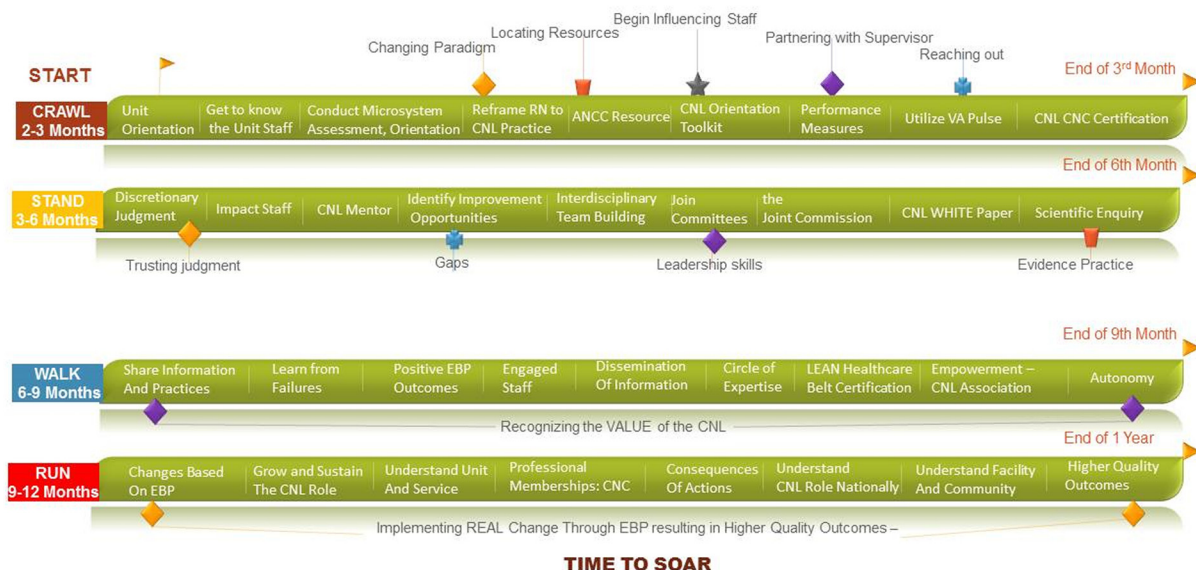 Begin Influencing Staff
Locating Resources
Partnering with Supervisor
Changing Paradigm
Reaching out
START
End of 3rd Month
CRAWL
2-3 Months
Unit
Orientation
Get to know
the Unit Staff
Conduct Microsystem
Assessment, Orientation
Reframe RN to
CNL Practice
ANCC Resource
CNL Orientation
Toolkit
Performance
Measures
Utilize VA Pulse
CNL CNC Certification
End of 6th Month
STAND
3-6 Months
Discretionary
Judgment
Impact Staff
CNL Mentor
Identify Improvement
Opportunities
Interdisciplinary
Team Building
Join
Committees
the
Joint Commission
CNL WHITE Paper
Scientific Enquiry
Trusting judgment
Gaps
Leadership skills
Evidence Practice
End of 9th Month
WALK
6-9 Months
Share Information
And Practices
Learn from
Failures
Positive EBP
Outcomes
Engaged
Staff
Dissemination
Of Information
Circle of
Expertise
LEAN Healthcare
Belt Certification
Empowerment –
CNL Association
Autonomy
Recognizing the VALUE of the CNL
End of 1 Year
RUN
9-12 Months
Changes Based
On EBP
Grow and Sustain
The CNL Role
Understand Unit
And Service
Professional
Memberships: CNC
Consequences
Of Actions
Understand
CNL Role Nationally
Understand Facility
And Community
Higher Quality
Outcomes
Implementing REAL Change Through EBP resulting in Higher Quality Outcomes –
TIME TO SOAR